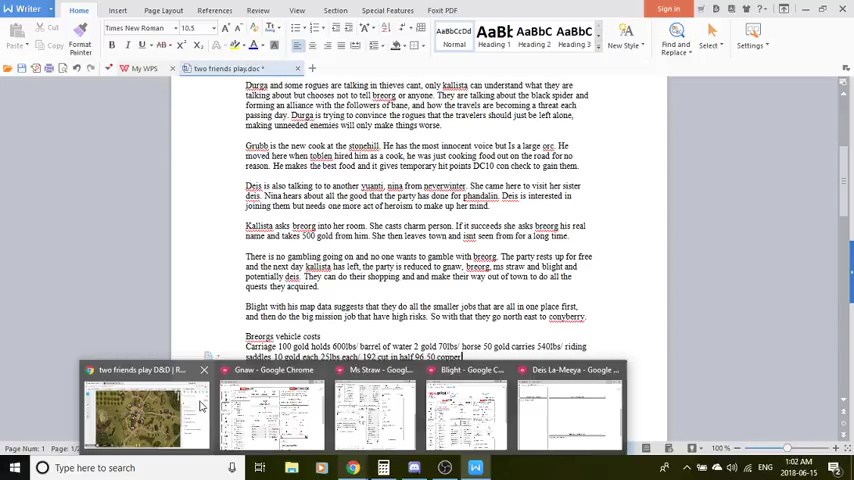 Writer
Home
Insert
Page Layout
References
Review
View
Section
Special Features
Foxit PDF
Sign in
Paste
Cut
Copy
Format Painter
Times New Roman
10.5
AaBbCcDd
Normal
AaBb
Heading 1
AaBbC
Heading 2
AaBbC
Heading 3
New Style
Find and Replace
Select
Settings
My WPS
two friends play.doc *
Durga and some rogues are talking in thieves cant, only kallista can understand what they are
talking about but chooses not to tell breorg or anyone. They are talking about the black spider and
forming an alliance with the followers of bane, and how the travels are becoming a threat each
passing day. Durga is trying to convince the rogues that the travelers should just be left alone,
making unneeded enemies will only make things worse.
Grubb is the new cook at the stonehill. He has the most innocent voice but Is a large orc. He
moved here when toblen hired him as a cook, he was just cooking food out on the road for no
reason. He makes the best food and it gives temporary hit points DC10 con check to gain them.
Deis is also talking to to another yuanti, nina from neverwinter. She came here to visit her sister
deis. Nina hears about all the good that the party has done for phandalin. Deis is interested in
joining them but needs one more act of heroism to make up her mind.
Kallista asks breorg into her room. She casts charm person. If it succeeds she asks breorg his real
name and takes 500 gold from him. She then leaves town and isnt seen from for a long time.
There is no gambling going on and no one wants to gamble with breorg. The party rests up for free
and the next day kallista has left, the party is reduced to gnaw, breorg, ms straw and blight and
potentially deis. They can do their shopping and and make their way out of town to do all the
quests they acquired.
Blight with his map data suggests that they do all the smaller jobs that are all in one place first,
and then do the big mission job that have high risks. So with that they go north east to conyberry.
Breorgs vehicle costs
Carriage 100 gold holds 600lbs/ barrel of water 2 gold 70lbs/ horse 50 gold carries 540lbs/ riding
saddles 10 gold each 25lbs each/ 192 cut in half 96 50 copper
two friends play D&D | R...
Gnaw - Google Chrome
Ms Straw - Googl...
Blight - Google C...
Deis La-Meeya - Google ...
Page Num: 1
100 %
Type here to search
ENG
1:02 AM
2018-06-15
2